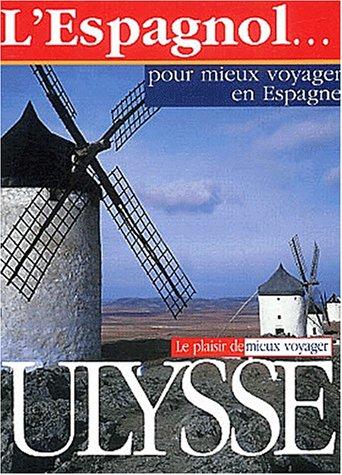 L'Espagnol...
pour mieux voyager
en Espagne
Le plaisir de mieux voyager
ULYSSE